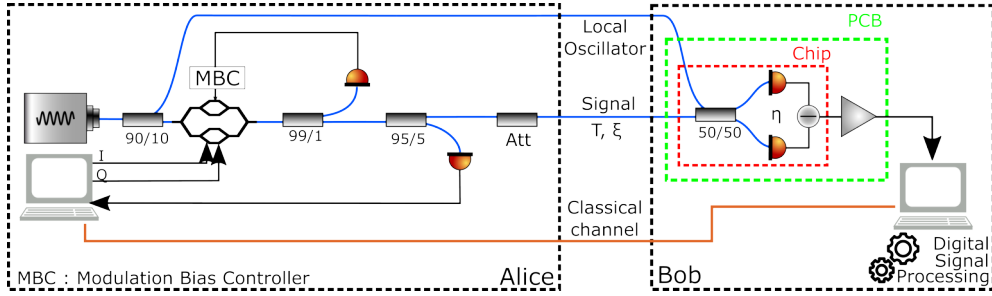 PCB
Local
Oscillator
Chip
MBC
Signal
η
90/10
99/1
95/5
Att
T, ξ
50/50
I
Q
Classical
channel
Digital
Signal
Processing
MBC : Modulation Bias Controller
Alice
Bob